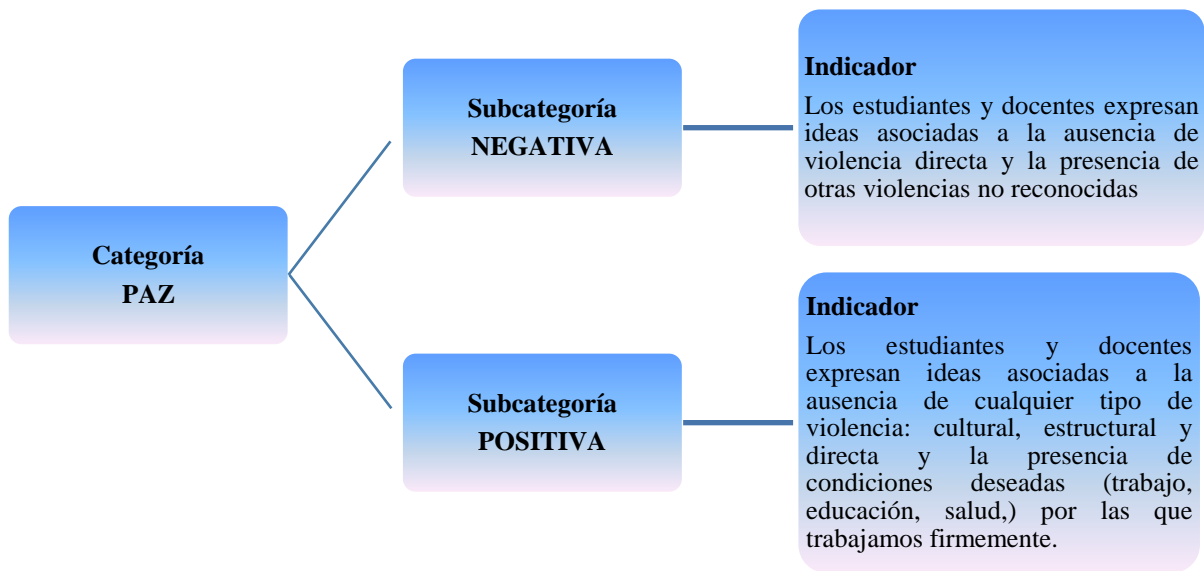 Categoría
PAZ
Subcategoría
NEGATIVA
Indicador
Los estudiantes y docentes expresan
ideas asociadas a la ausencia de
violencia directa y la presencia de
otras violencias no reconocidas
Subcategoría
POSITIVA
Indicador
Los estudiantes y docentes
expresan ideas asociadas a la
ausencia de cualquier tipo de
violencia: cultural, estructural y
directa y la presencia de
condiciones deseadas (trabajo,
educación, salud,) por las que
trabajamos firmemente.